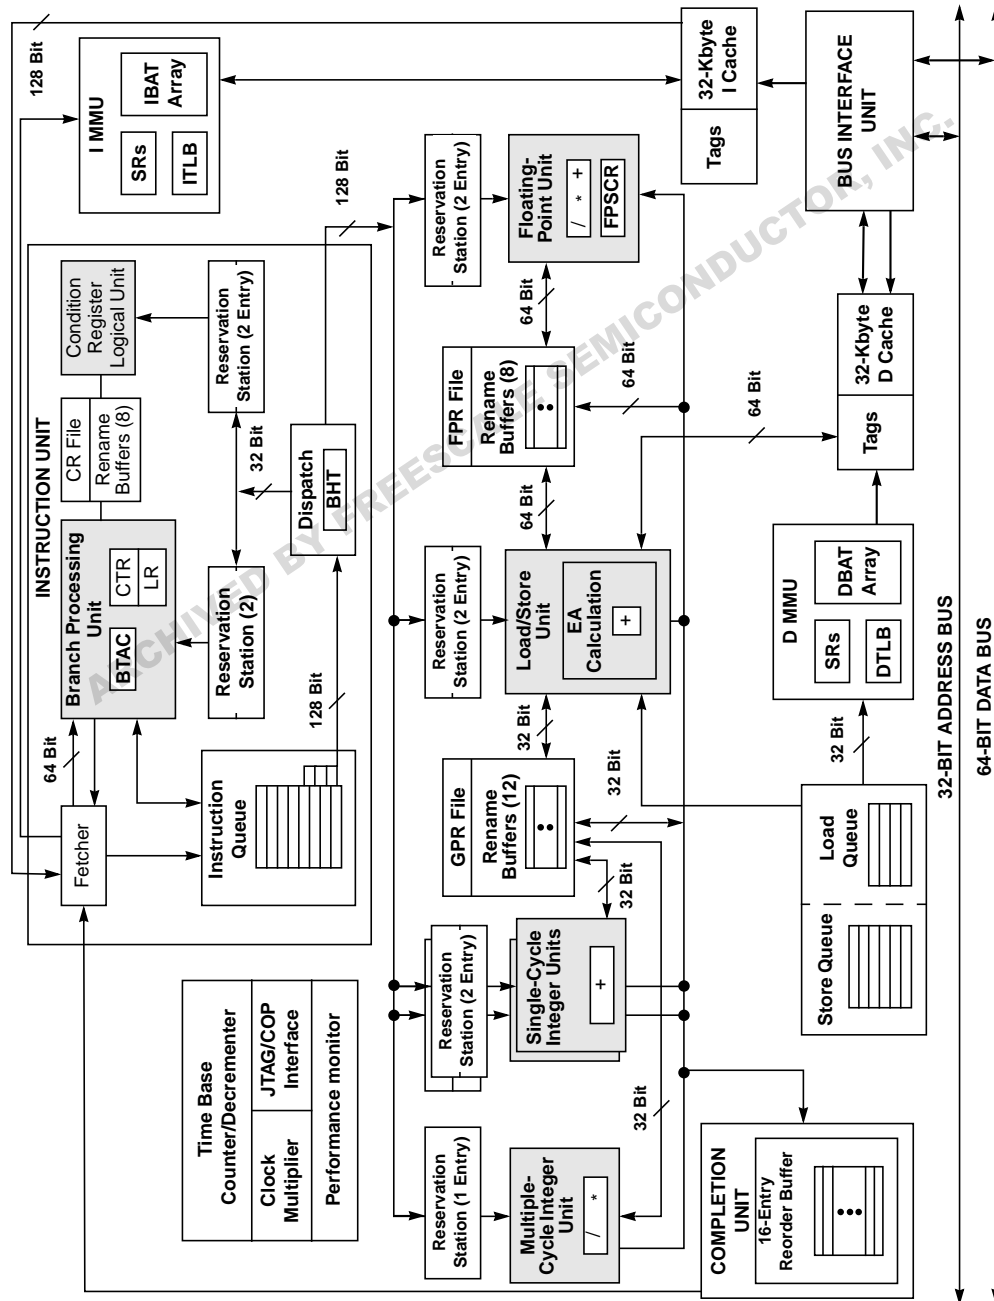 Time Base
Counter/Decrementer
Clock
Multiplier
JTAG/COP
Interface
Performance monitor
INSTRUCTION UNIT
Fetcher
64 Bit
Branch Processing
Unit
BTAC
CTR
LR
CR File
Rename
Buffers (8)
Condition
Register
Logical Unit
Instruction
Queue
Reservation
Station (2)
Reservation
Station (2 Entry)
32 Bit
128 Bit
Dispatch
BHT
128 Bit
128 Bit
I MMU
SRs
ITLB
IBAT
Array
Reservation
Station (1 Entry)
Reservation
Station (2 Entry)
Reservation
Station (2 Entry)
Reservation
Station (2 Entry)
Multiple-
Cycle Integer
Unit
/ *
Single-Cycle
Integer Units
+
32 Bit
32 Bit
GPR File
Rename
Buffers (12)
32 Bit
32 Bit
Load/Store
Unit
EA
Calculation
+
64 Bit
FPR File
Rename
Buffers (8)
64 Bit
64 Bit
Floating-
Point Unit
/ * +
FPSCR
32-Kbyte
I Cache
Tags
64 Bit
COMPLETION
UNIT
16-Entry
Reorder Buffer
Store Queue
Load
Queue
32 Bit
D MMU
SRs
DTLB
DBAT
Array
Tags
32-Kbyte
D Cache
BUS INTERFACE
UNIT
32-BIT ADDRESS BUS
64-BIT DATA BUS
ARCHIVED BY FREESCALE SEMICONDUCTOR, INC.